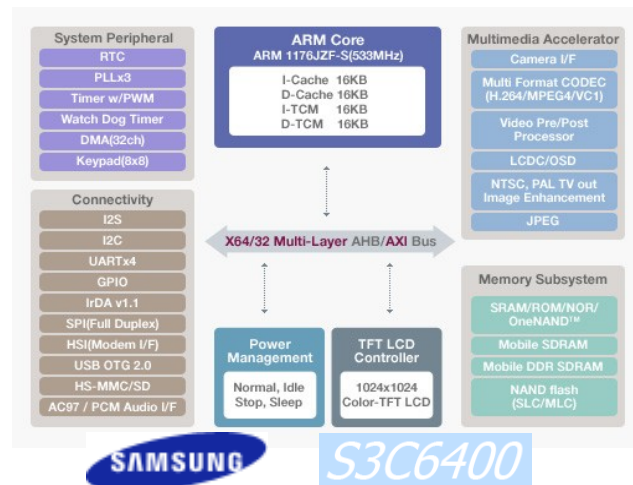 System Peripheral
RTC
PLLx3
Timer w/PWM
Watch Dog Timer
DMA(32ch)
Keypad(8x8)
Connectivity
I2S
I2C
UARTx4
GPIO
IrDA v1.1
SPI(Full Duplex)
HSI(Modem I/F)
USB OTG 2.0
HS-MMC/SD
AC97 / PCM Audio I/F
ARM Core
ARM 1176JZF-S(533MHz)
I-Cache 16KB
D-Cache 16KB
I-TCM 16KB
D-TCM 16KB
X64/32 Multi-Layer AHB/AXI Bus
Power
Management
Normal, Idle
Stop, Sleep
TFT LCD
Controller
1024x1024
Color-TFT LCD
Multimedia Accelerator
Camera I/F
Multi Format CODEC
(H.264/MPEG4/VC1)
Video Pre/Post
Processor
LCDC/OSD
NTSC, PAL TV out
Image Enhancement
JPEG
Memory Subsystem
SRAM/ROM/NOR/
OneNAND™
Mobile SDRAM
Mobile DDR SDRAM
NAND flash
(SLC/MLC)
SAMSUNG
S3C6400